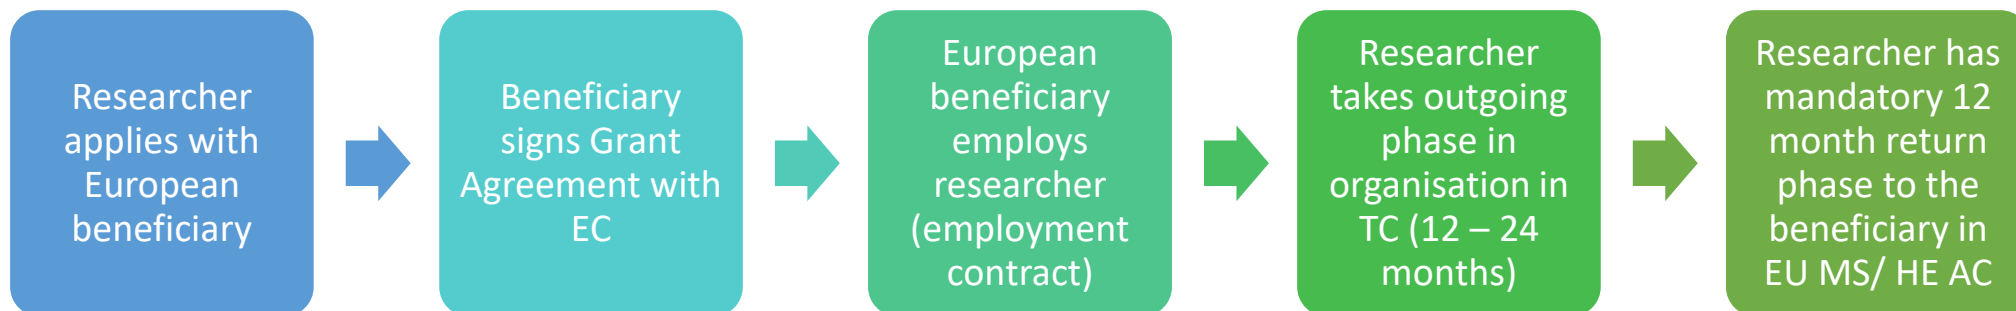 Researcher
applies with
European
beneficiary
Beneficiary
signs Grant
Agreement with
EC
European
beneficiary
employs
researcher
(employment
contract)
Researcher
takes outgoing
phase in
organisation in
TC (12 – 24
months)
Researcher has
mandatory 12
month return
phase to the
beneficiary in
EU MS/ HE AC